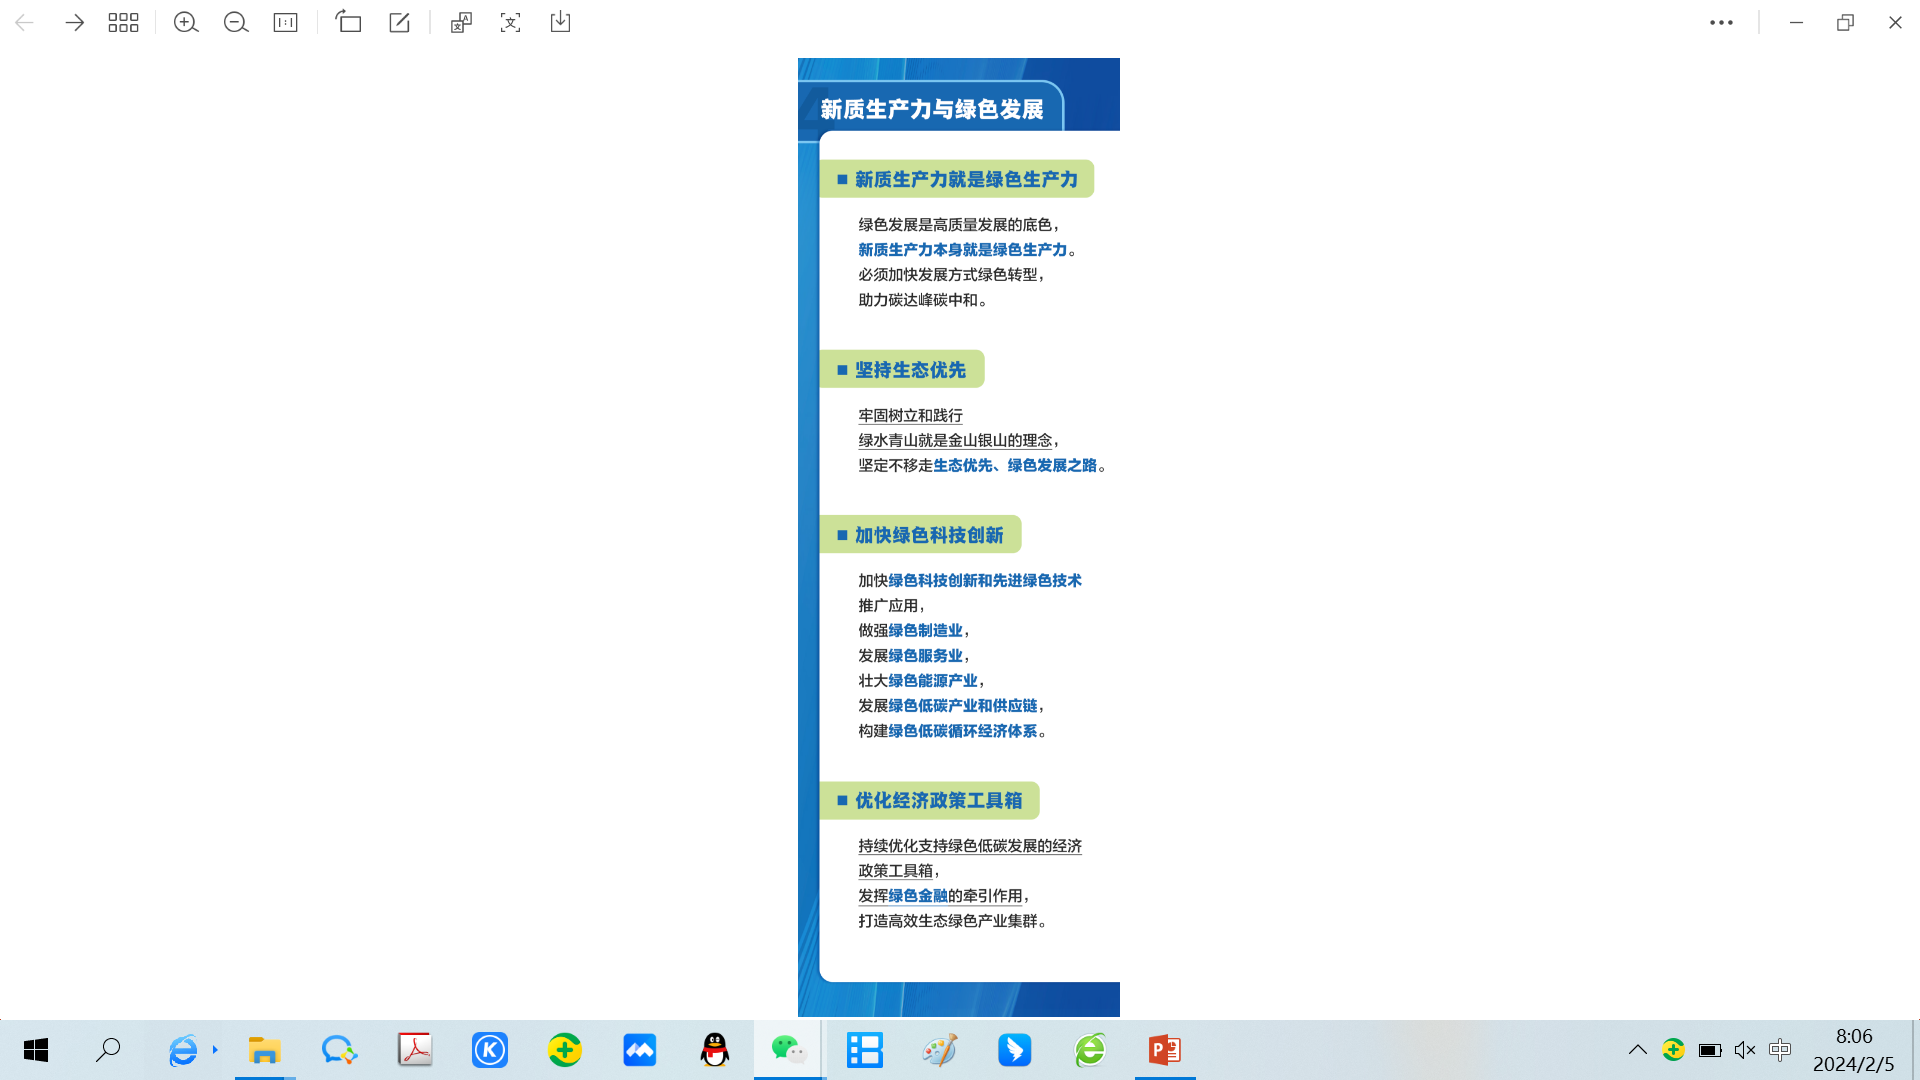 新质生产力与绿色发展
■ 新质生产力就是绿色生产力
绿色发展是高质量发展的底色，
新质生产力本身就是绿色生产力。
必须加快发展方式绿色转型，
助力碳达峰碳中和。
■ 坚持生态优先
牢固树立和践行
绿水青山就是金山银山的理念，
坚定不移走生态优先、绿色发展之路。
■ 加快绿色科技创新
加快绿色科技创新和先进绿色技术
推广应用，
做强绿色制造业，
发展绿色服务业，
壮大绿色能源产业，
发展绿色低碳产业和供应链，
构建绿色低碳循环经济体系。
■ 优化经济政策工具箱
持续优化支持绿色低碳发展的经济
政策工具箱，
发挥绿色金融的牵引作用，
打造高效生态绿色产业集群。
中
8:06
2024/2/5